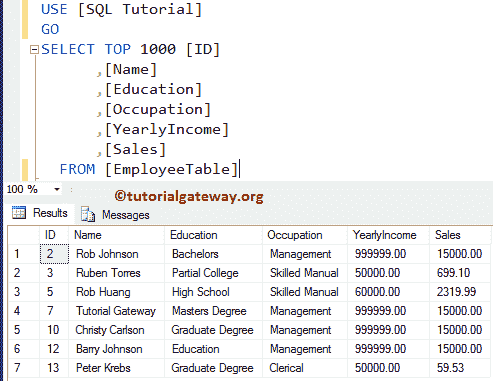 USE [SQL Tutorial]
GO
SELECT TOP 1000 [ID]
,[Name]
,[Education]
,[Occupation]
,[YearlyIncome]
,[Sales]
FROM [EmployeeTable]
100 %
©tutorialgateway.org
Results Messages
ID Name Education Occupation YearlyIncome Sales
1 2 Rob Johnson Bachelors Management 999999.00 15000.00
2 3 Ruben Torres Partial College Skilled Manual 50000.00 699.10
3 5 Rob Huang High School Skilled Manual 60000.00 2319.99
4 7 Tutorial Gateway Masters Degree Management 999999.00 15000.00
5 10 Christy Carlson Graduate Degree Management 999999.00 15000.00
6 12 Barry Johnson Education Management 999999.00 15000.00
7 13 Peter Krebs Graduate Degree Clerical 50000.00 59.53